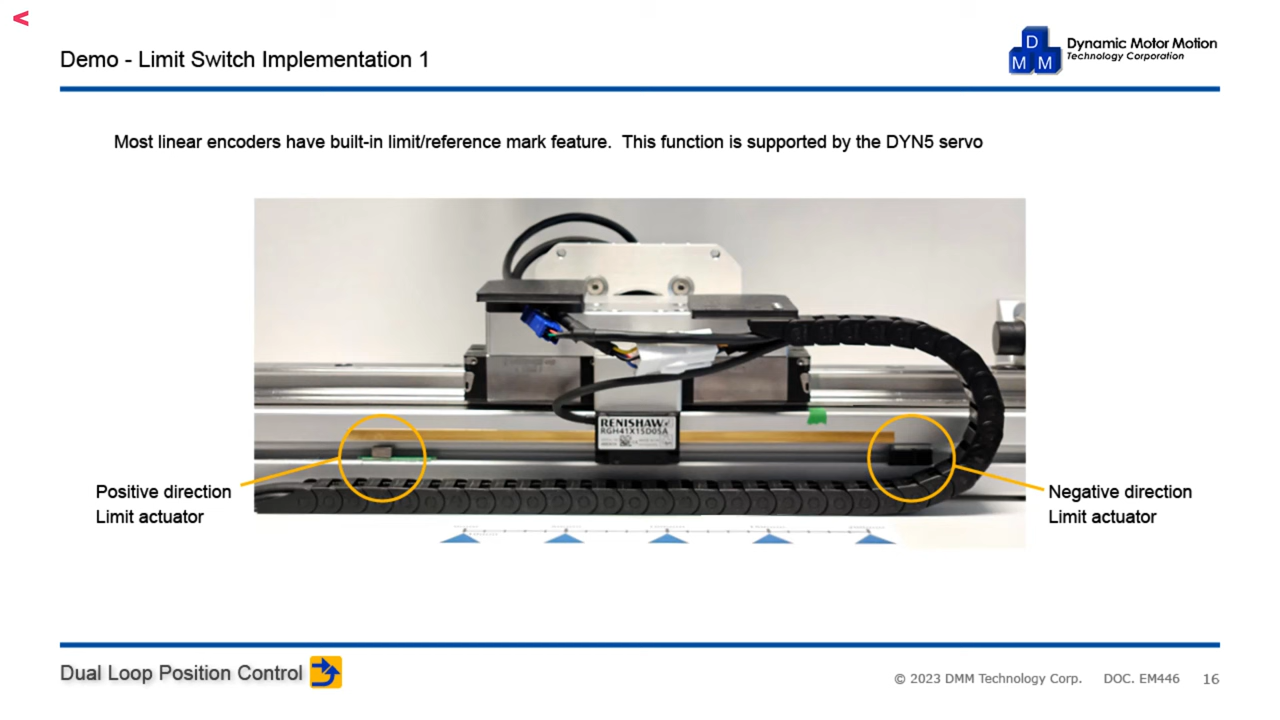 <
Demo - Limit Switch Implementation 1
D
M M
Dynamic Motor Motion
Technology Corporation
Most linear encoders have built-in limit/reference mark feature. This function is supported by the DYN5 servo
RENISHAW
RGH41X15D05A
Positive direction
Limit actuator
Negative direction
Limit actuator
Dual Loop Position Control
© 2023 DMM Technology Corp. DOC. EM446 16